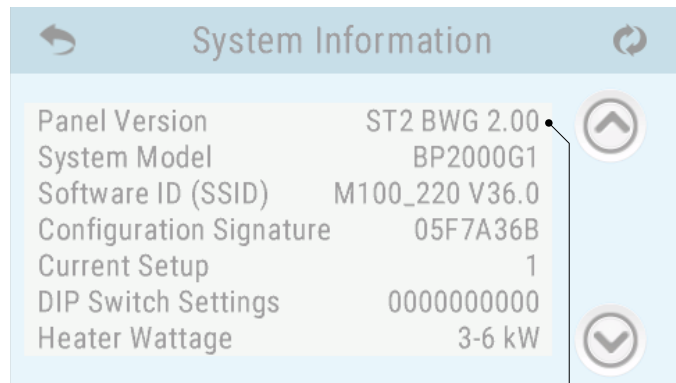 System Information
Panel Version ST2 BWG 2.00
System Model BP2000G1
Software ID (SSID) M100_220 V36.0
Configuration Signature 05F7A36B
Current Setup 1
DIP Switch Settings 0000000000
Heater Wattage 3-6 kW